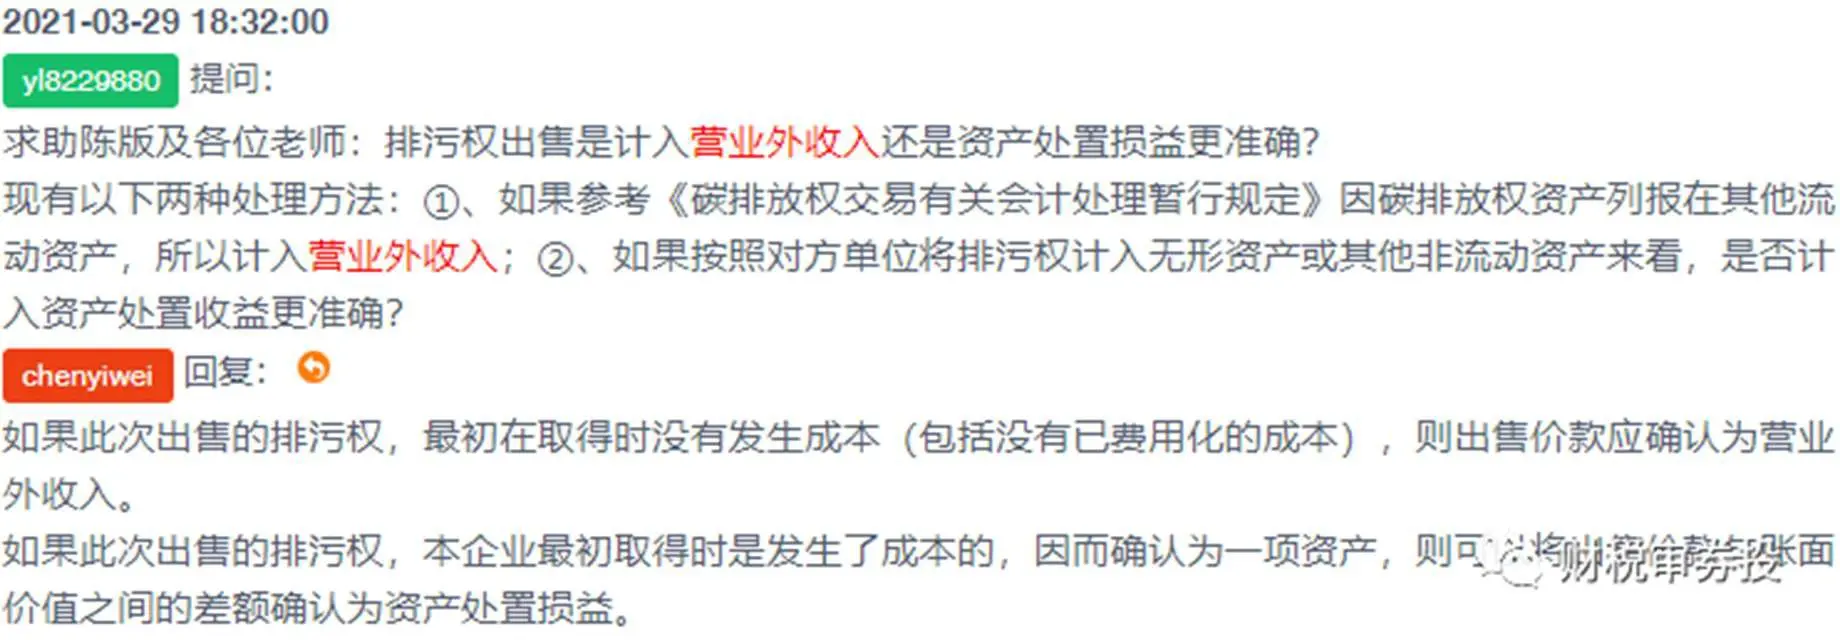 2021-03-29 18:32:00
yl8229880 提问:
求助陈版及各位老师：排污权出售是计入营业外收入还是资产处置损益更准确?
现有以下两种处理方法：①、如果参考《碳排放权交易有关会计处理暂行规定》因碳排放权资产列报在其他流
动资产，所以计入营业外收入；②、如果按照对方单位将排污权计入无形资产或其他非流动资产来看，是否计
入资产处置收益更准确?
chenyiwei 回复：
如果此次出售的排污权，最初在取得时没有发生成本（包括没有已费用化的成本），则出售价款应确认为营业
外收入。
如果此次出售的排污权，本企业最初取得时是发生了成本的，因而确认为一项资产，则可 将 价款 账面
价值之间的差额确认为资产处置损益。
财税审券投